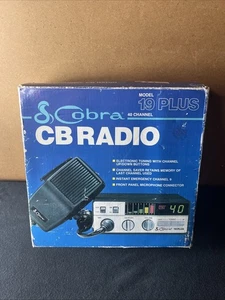 Cobra
MODEL
19 PLUS
40 CHANNEL
CB RADIO
ELECTRONIC TUNING WITH CHANNEL
UP/DOWN BUTTONS
CHANNEL SAVER RETAINS MEMORY OF
LAST CHANNEL USED
INSTANT EMERGENCY CHANNEL 9
FRONT PANEL MICROPHONE CONNECTOR
40
Cobra